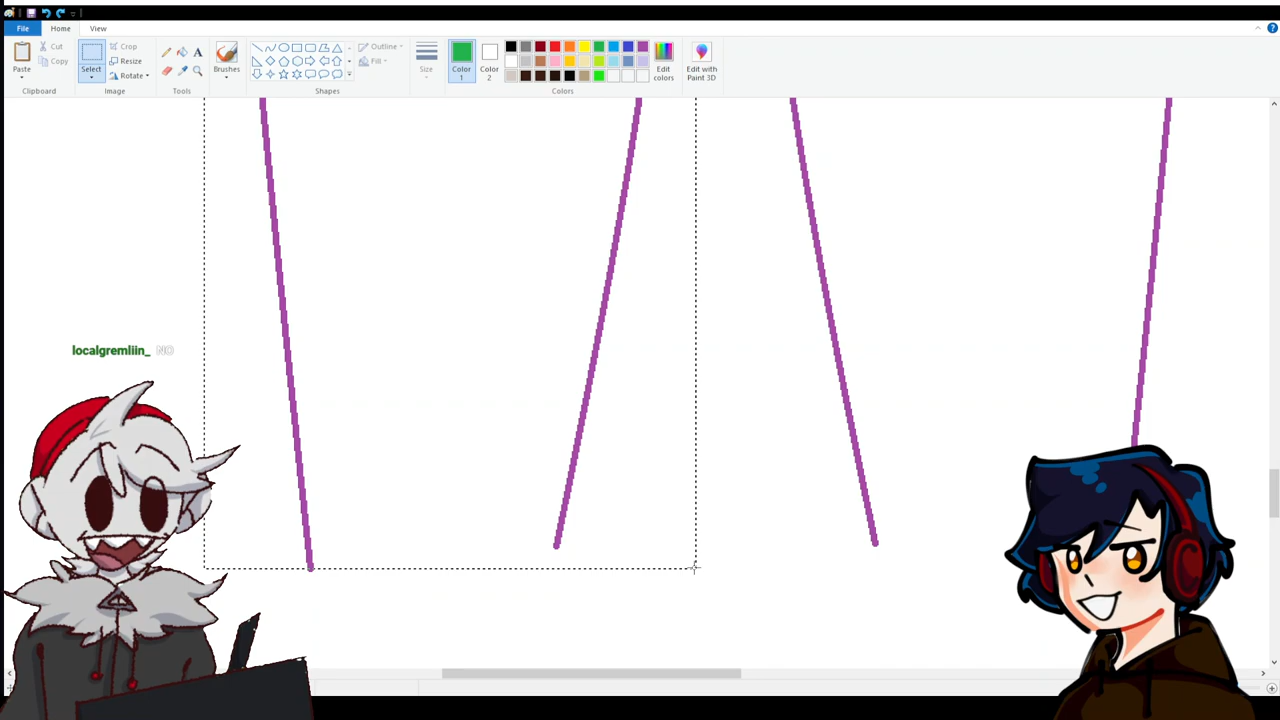 File
Home
View
Paste
Cut
Copy
Clipboard
Select
Crop
Resize
Rotate
Image
A
Tools
Brushes
Outline
Fill
Shapes
Size
Color 1
Color 2
Edit colors
Colors
Edit with Paint 3D
localgremliin_ NO